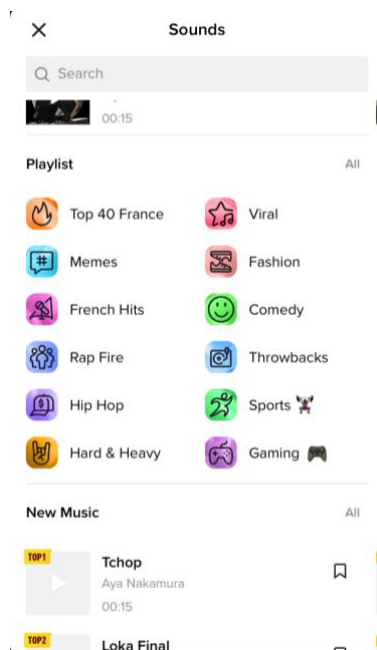 Sounds
Search
00:15
Playlist All
Top 40 France Viral
# Memes Fashion
French Hits Comedy
Rap Fire Throwbacks
Hip Hop Sports
Hard & Heavy Gaming
New Music All
TOP1 Tchop
Aya Nakamura
00:15
TOP2 Loka Final